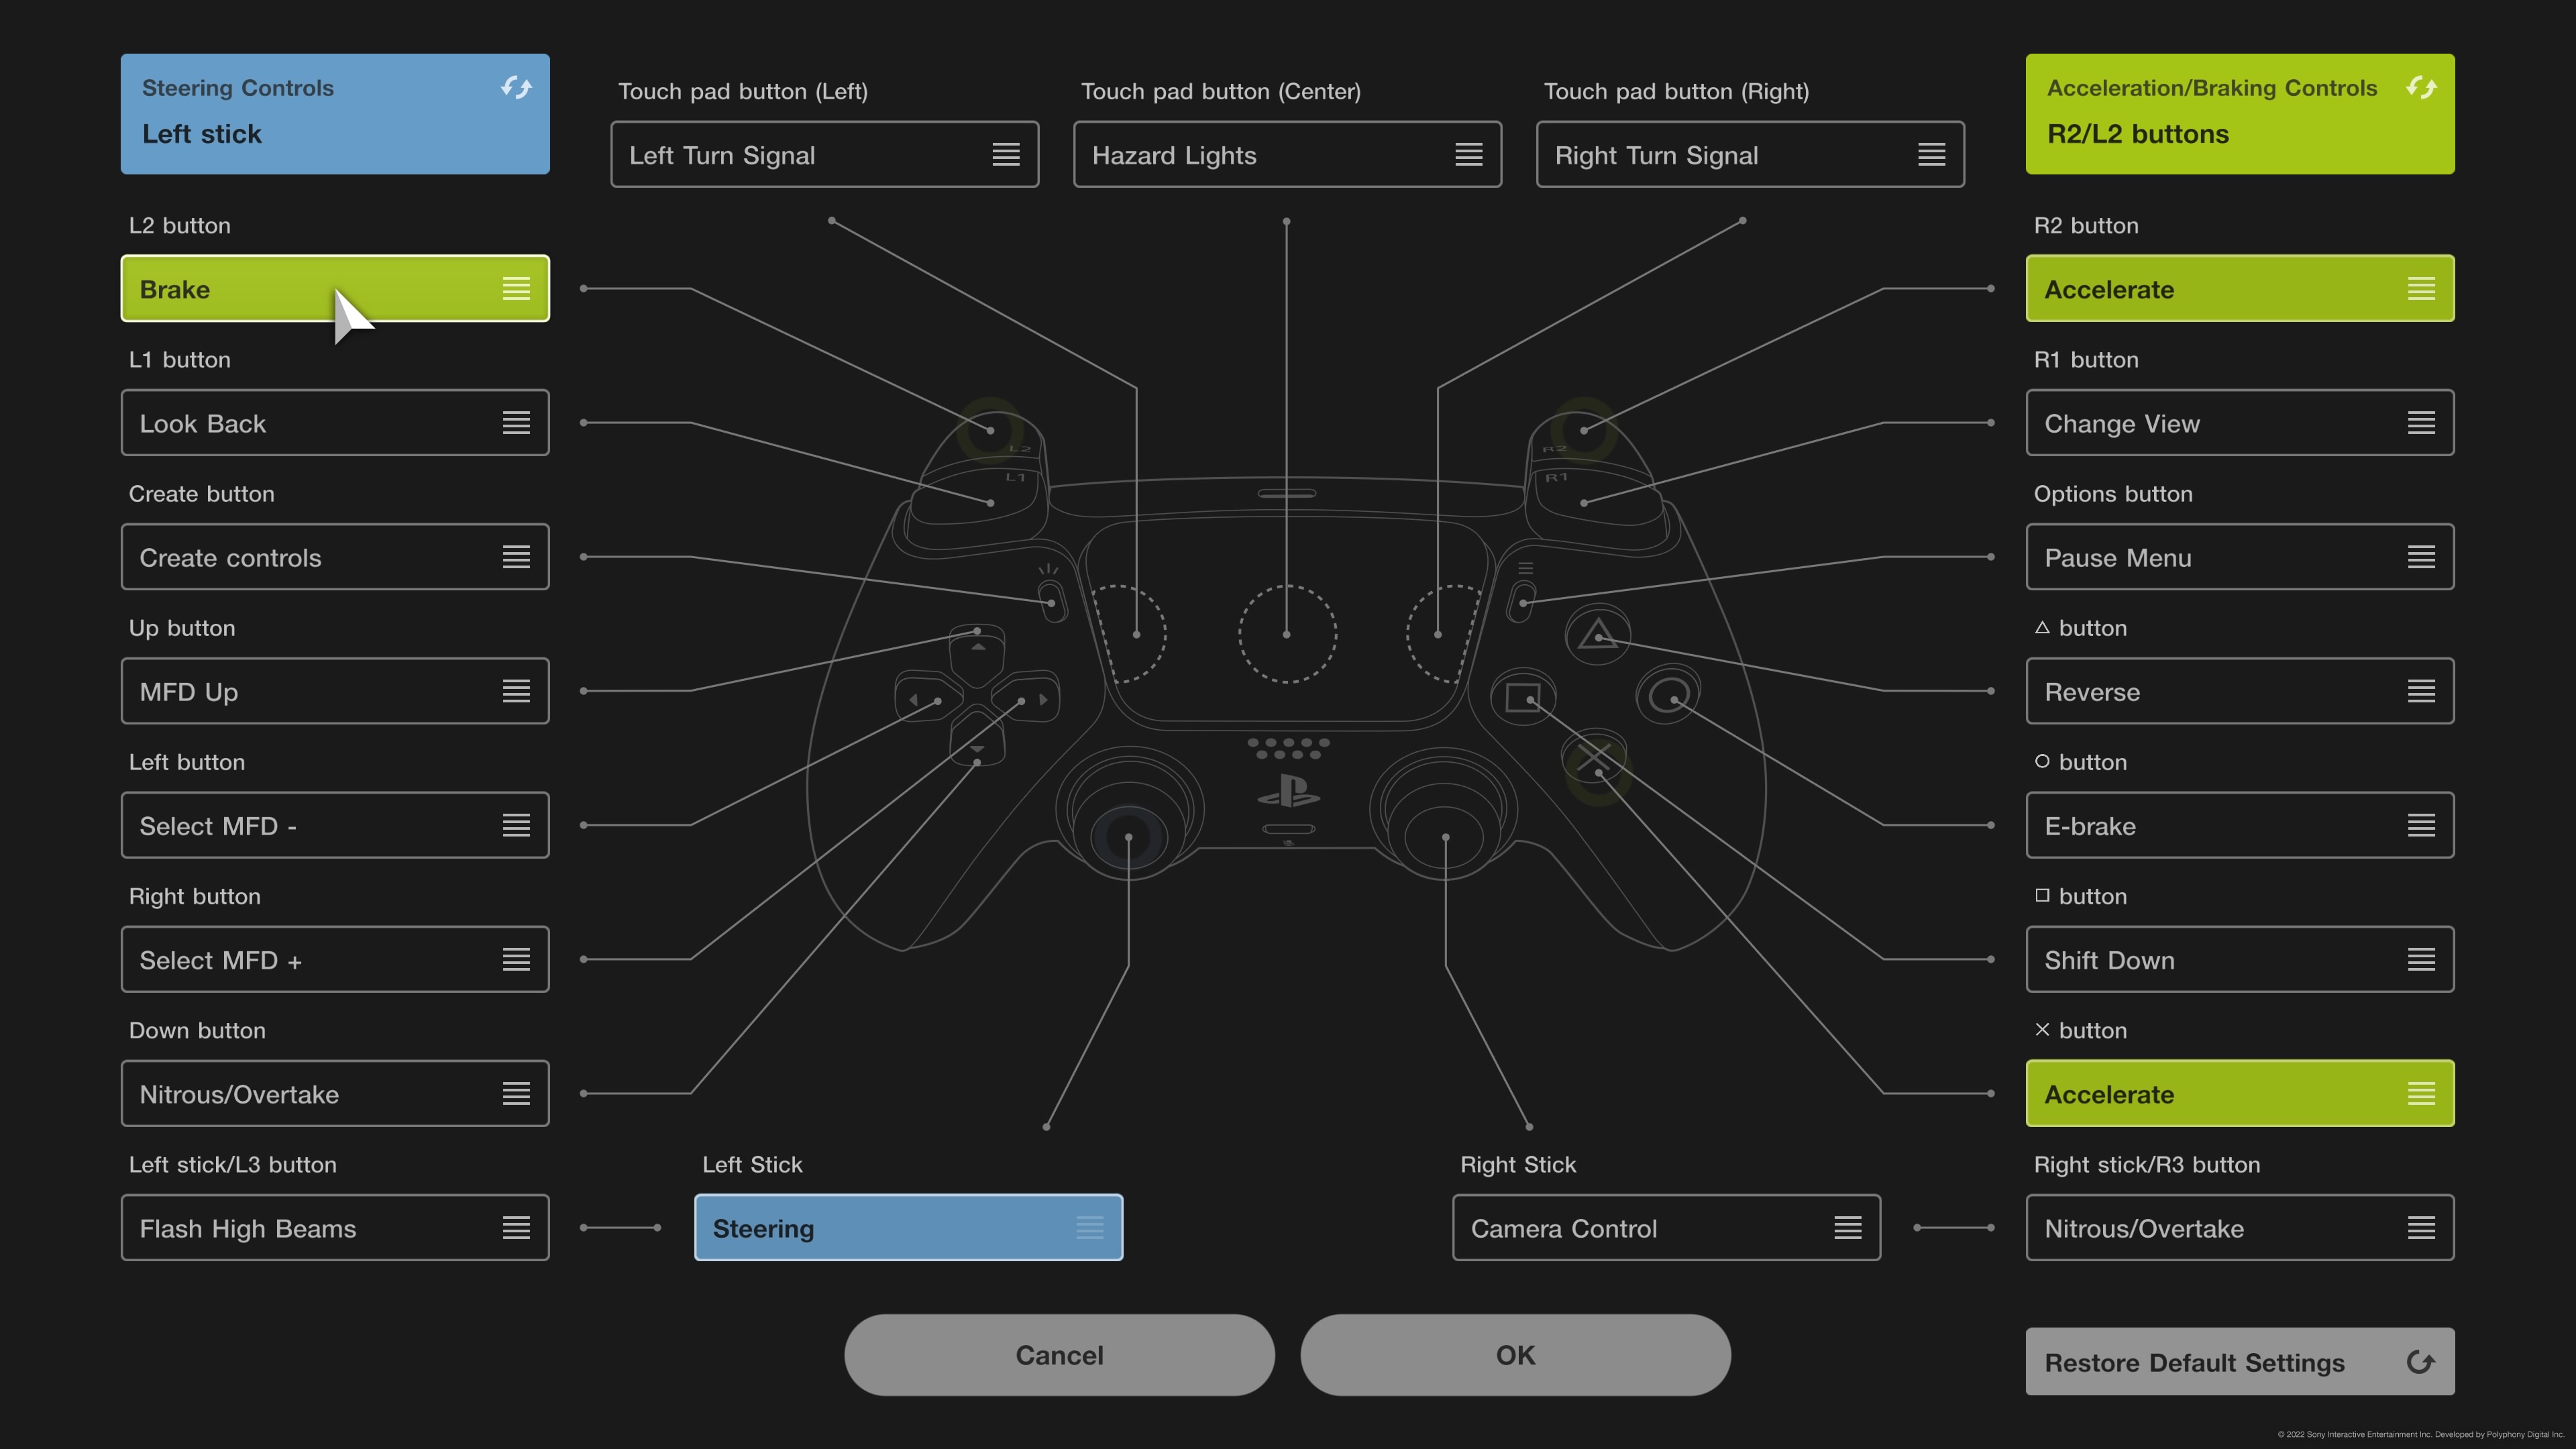 Steering Controls
Left stick
Touch pad button (Left)
Left Turn Signal
Touch pad button (Center)
Hazard Lights
Touch pad button (Right)
Right Turn Signal
Acceleration/Braking Controls
R2/L2 buttons
L2 button
Brake
L1 button
Look Back
Create button
Create controls
Up button
MFD Up
Left button
Select MFD -
Right button
Select MFD +
Down button
Nitrous/Overtake
Left stick/L3 button
Flash High Beams
L2
L1
R2
R1
Left Stick
Steering
Right Stick
Camera Control
R2 button
Accelerate
R1 button
Change View
Options button
Pause Menu
△ button
Reverse
○ button
E-brake
□ button
Shift Down
✕ button
Accelerate
Right stick/R3 button
Nitrous/Overtake
Cancel
OK
Restore Default Settings
© 2022 Sony Interactive Entertainment Inc. Developed by Polyphony Digital Inc.